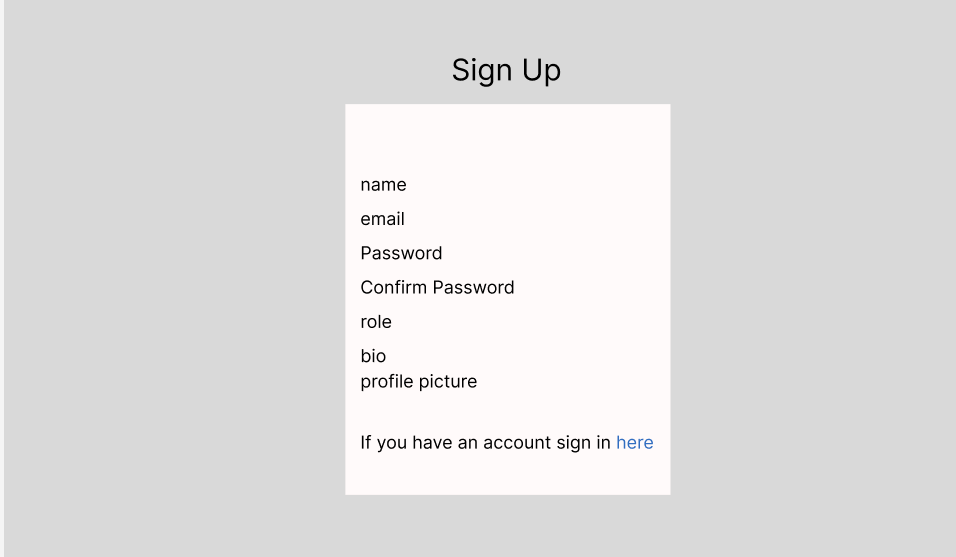 Sign Up
name
email
Password
Confirm Password
role
bio
profile picture
If you have an account sign in here